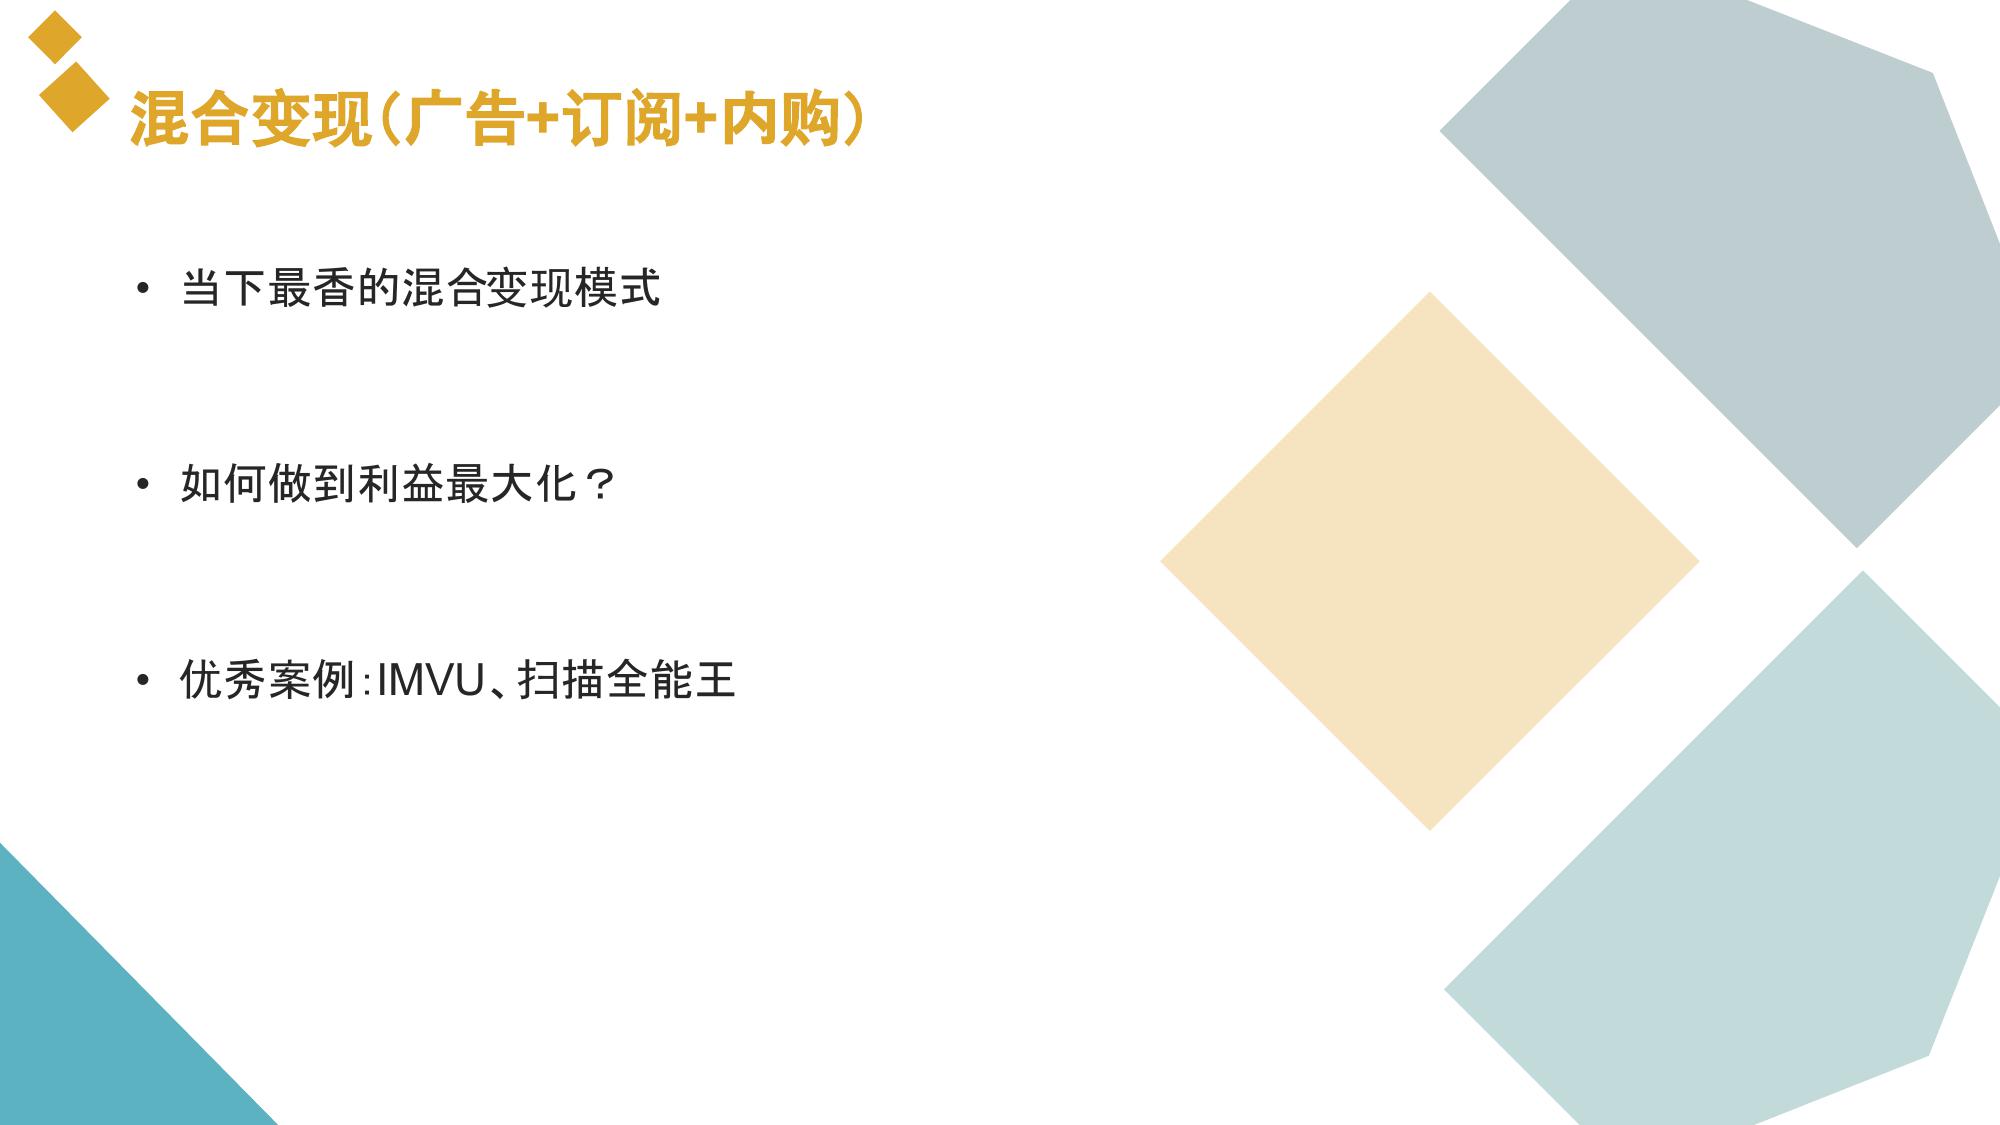 混合变现（广告+订阅+内购）
• 当下最香的混合变现模式
• 如何做到利益最大化？
• 优秀案例：IMVU、扫描全能王